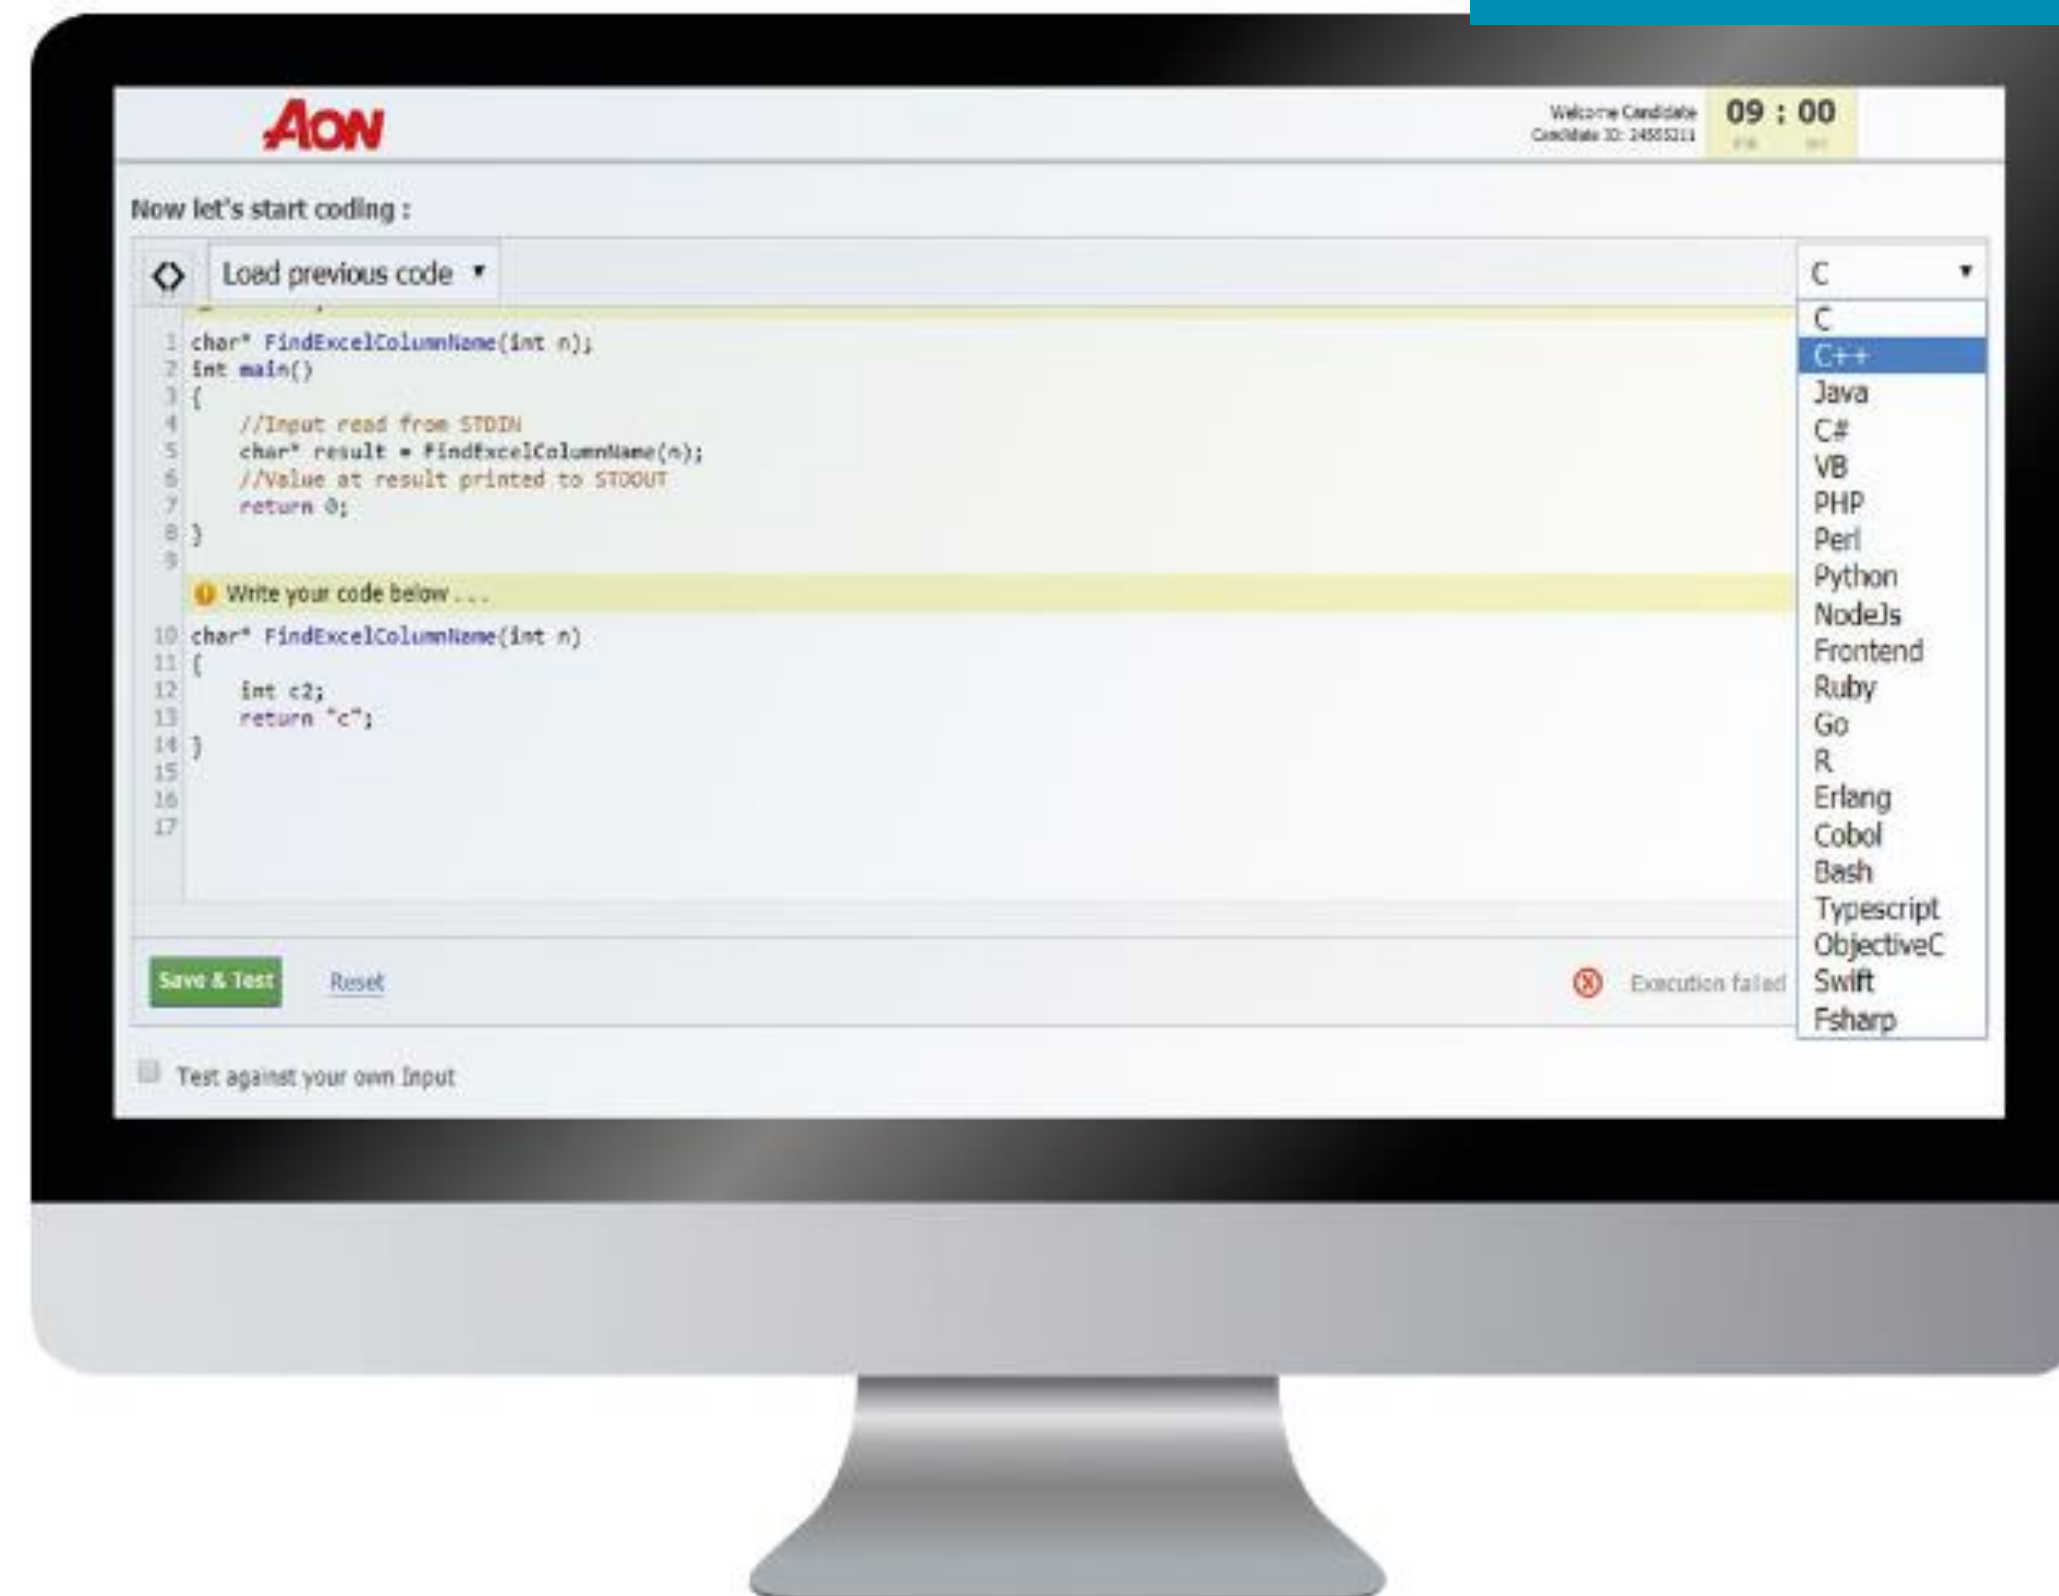 AON
Welcome Candidate
Candidate ID: 24555211
09 : 00
Now let's start coding :
Load previous code
C
1 char* FindExcelColumnName(int n);
2 int main()
3 {
4 //Input read from STDIN
5 char* result = FindExcelColumnName(n);
6 //Value at result printed to STDOUT
7 return 0;
8 }
9
Write your code below . . .
10 char* FindExcelColumnName(int n)
11 {
12 int c2;
13 return "c";
14 }
15
16
17
C
C++
Java
C#
VB
PHP
Perl
Python
NodeJs
Frontend
Ruby
Go
R
Erlang
Cobol
Bash
Typescript
ObjectiveC
Swift
Fsharp
Save & Test
Reset
Execution failed
Test against your own Input